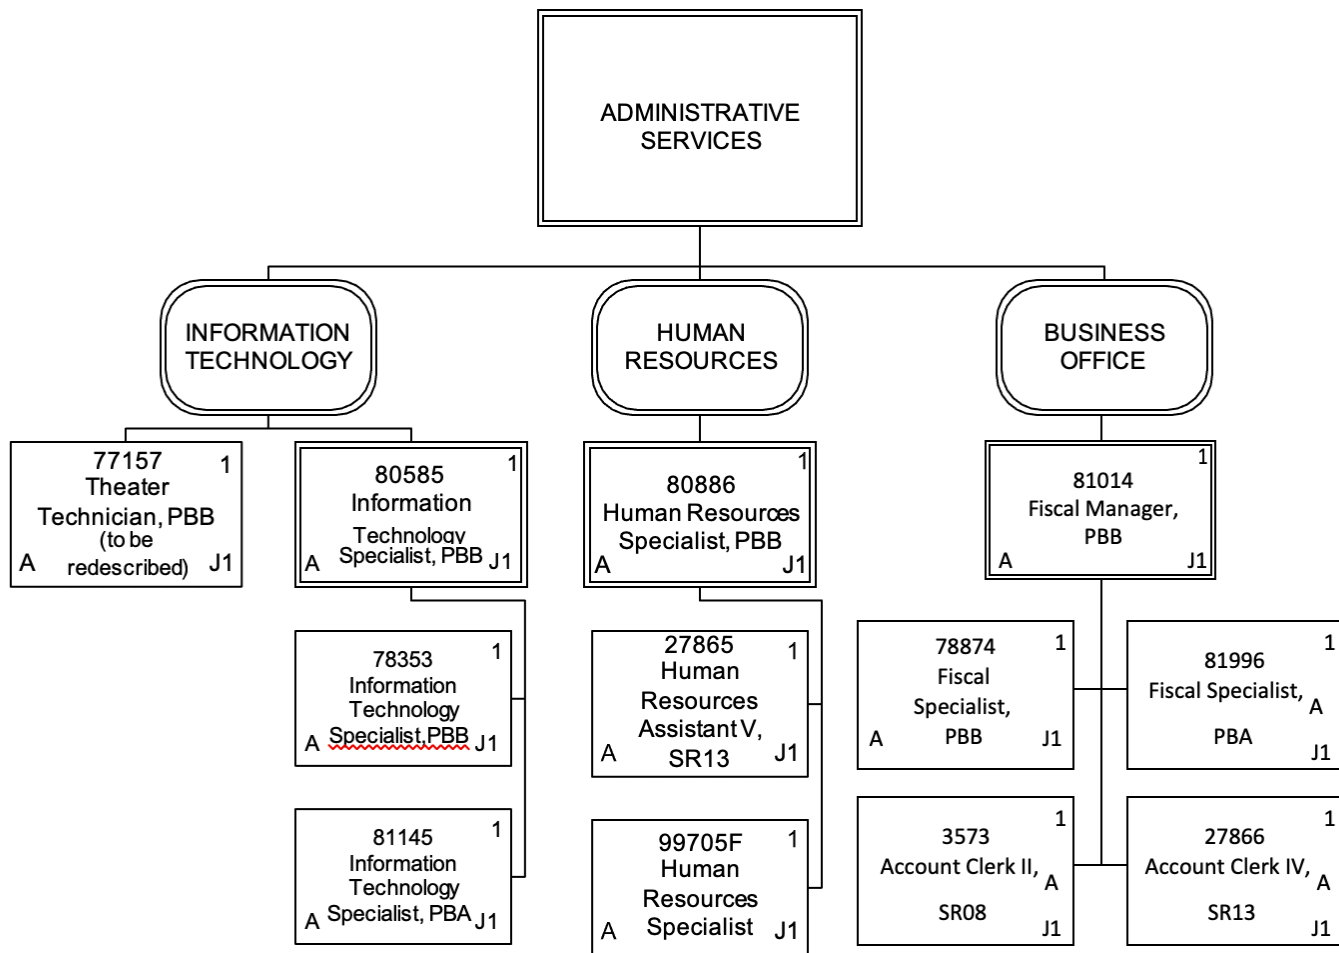 ADMINISTRATIVE
SERVICES
INFORMATION
TECHNOLOGY
HUMAN
RESOURCES
BUSINESS
OFFICE
77157
1
Theater
Technician, PBB
(to be
redescribed)
A
J1
80585
1
Information
Technology
Specialist, PBB
A
J1
78353
1
Information
Technology
Specialist,PBB
A
J1
81145
1
Information
Technology
Specialist, PBA
A
J1
80886
1
Human Resources
Specialist, PBB
A
J1
27865
1
Human
Resources
Assistant V,
SR13
A
J1
99705F
1
Human
Resources
Specialist
A
J1
81014
1
Fiscal Manager,
PBB
A
J1
78874
1
Fiscal
Specialist,
PBB
A
J1
81996
1
Fiscal Specialist,
A
PBA
J1
3573
1
Account Clerk II,
A
SR08
J1
27866
1
Account Clerk IV,
A
SR13
J1